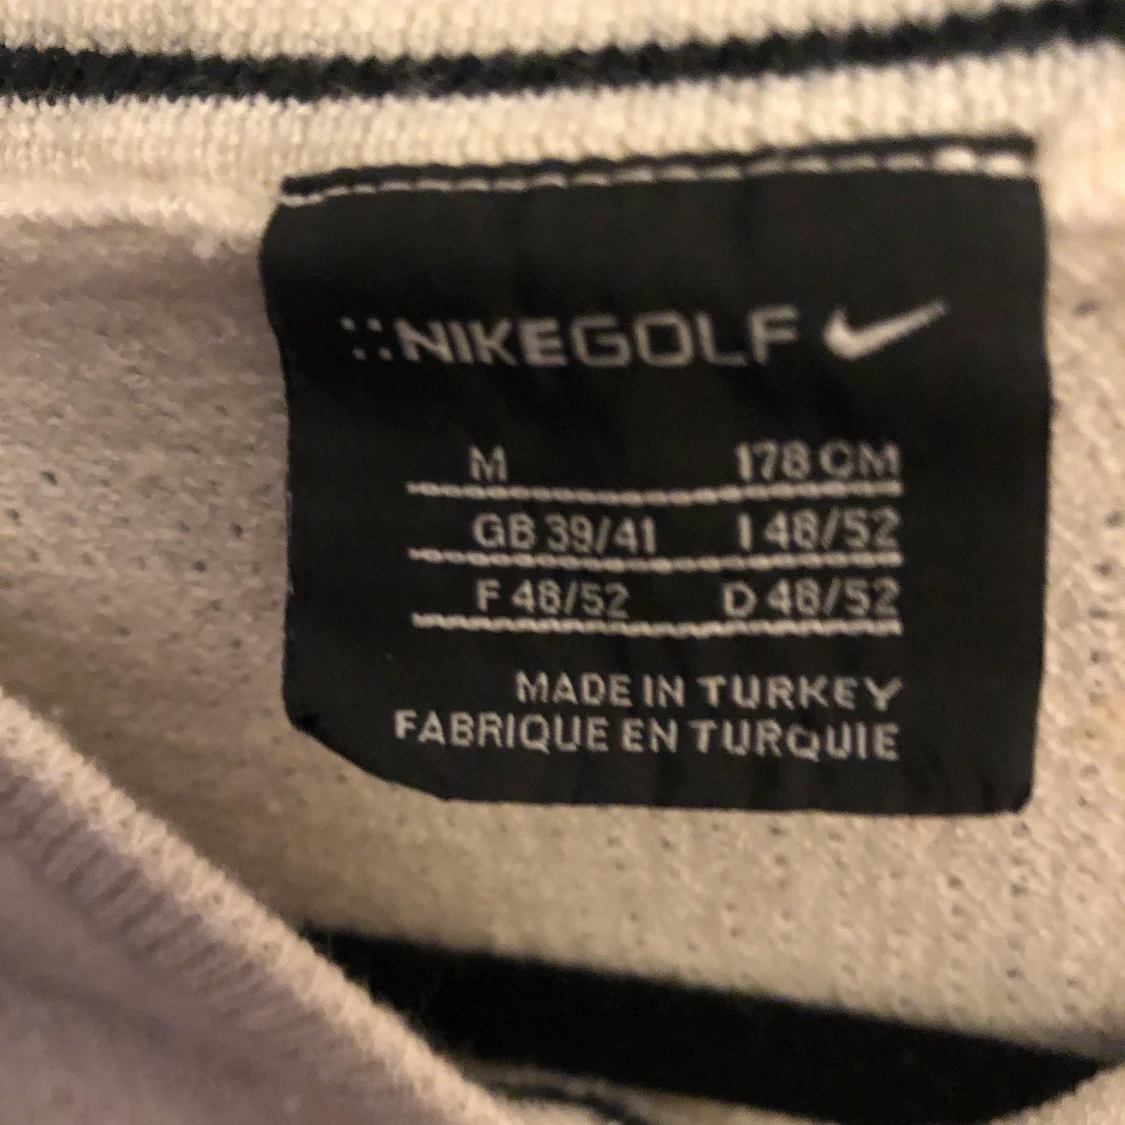 NIKEGOLF
M 178 CM
GB 39/41 I 48/52
F 48/52 D 48/52
MADE IN TURKEY
FABRIQUE EN TURQUIE